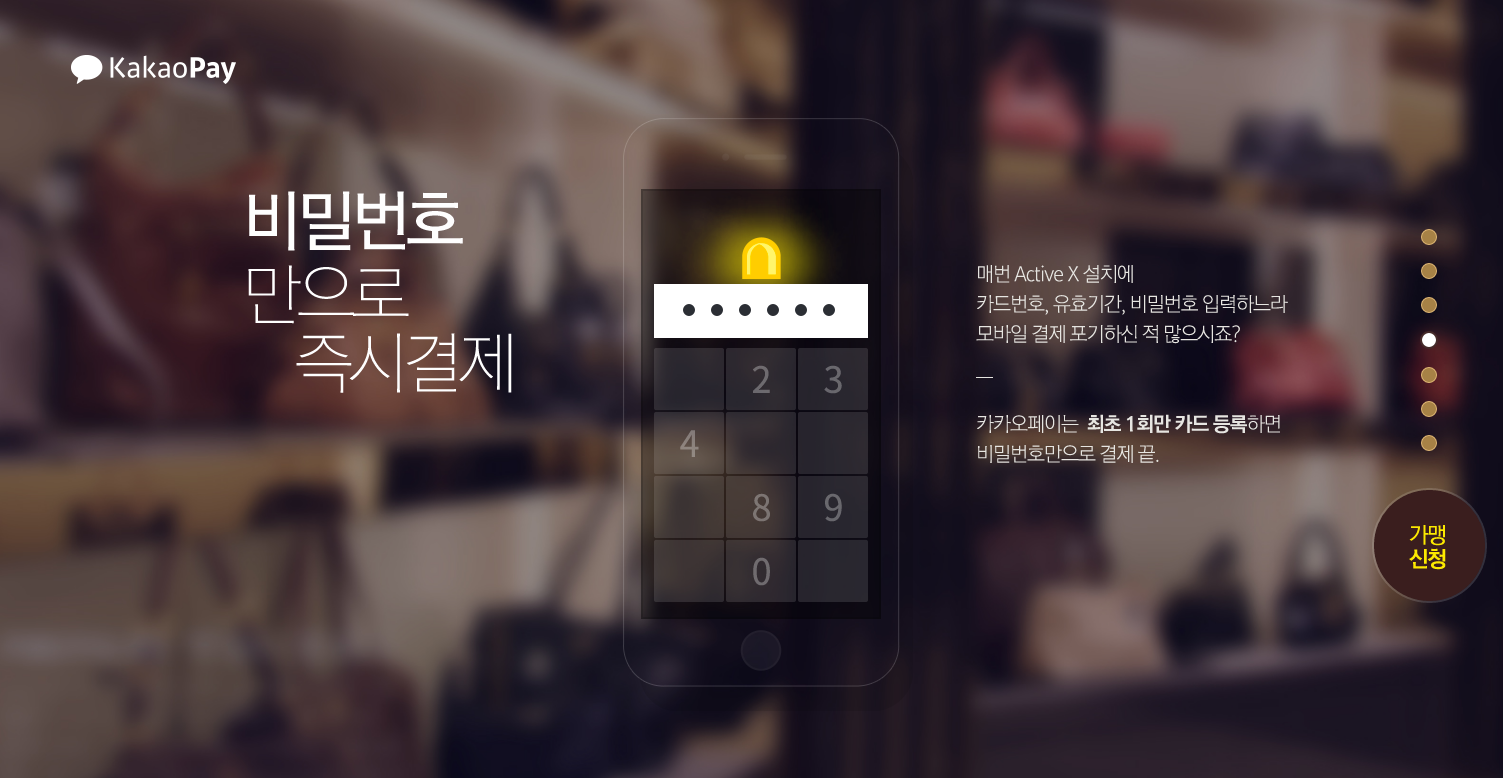 KakaoPay
비밀번호
만으로
즉시결제
2 3
4
8 9
0
매번 Active X 설치에
카드번호, 유효기간, 비밀번호 입력하느라
모바일 결제 포기하신 적 많으시죠?
카카오페이는 최초 1회만 카드 등록하면
비밀번호만으로 결제 끝.
가맹
신청